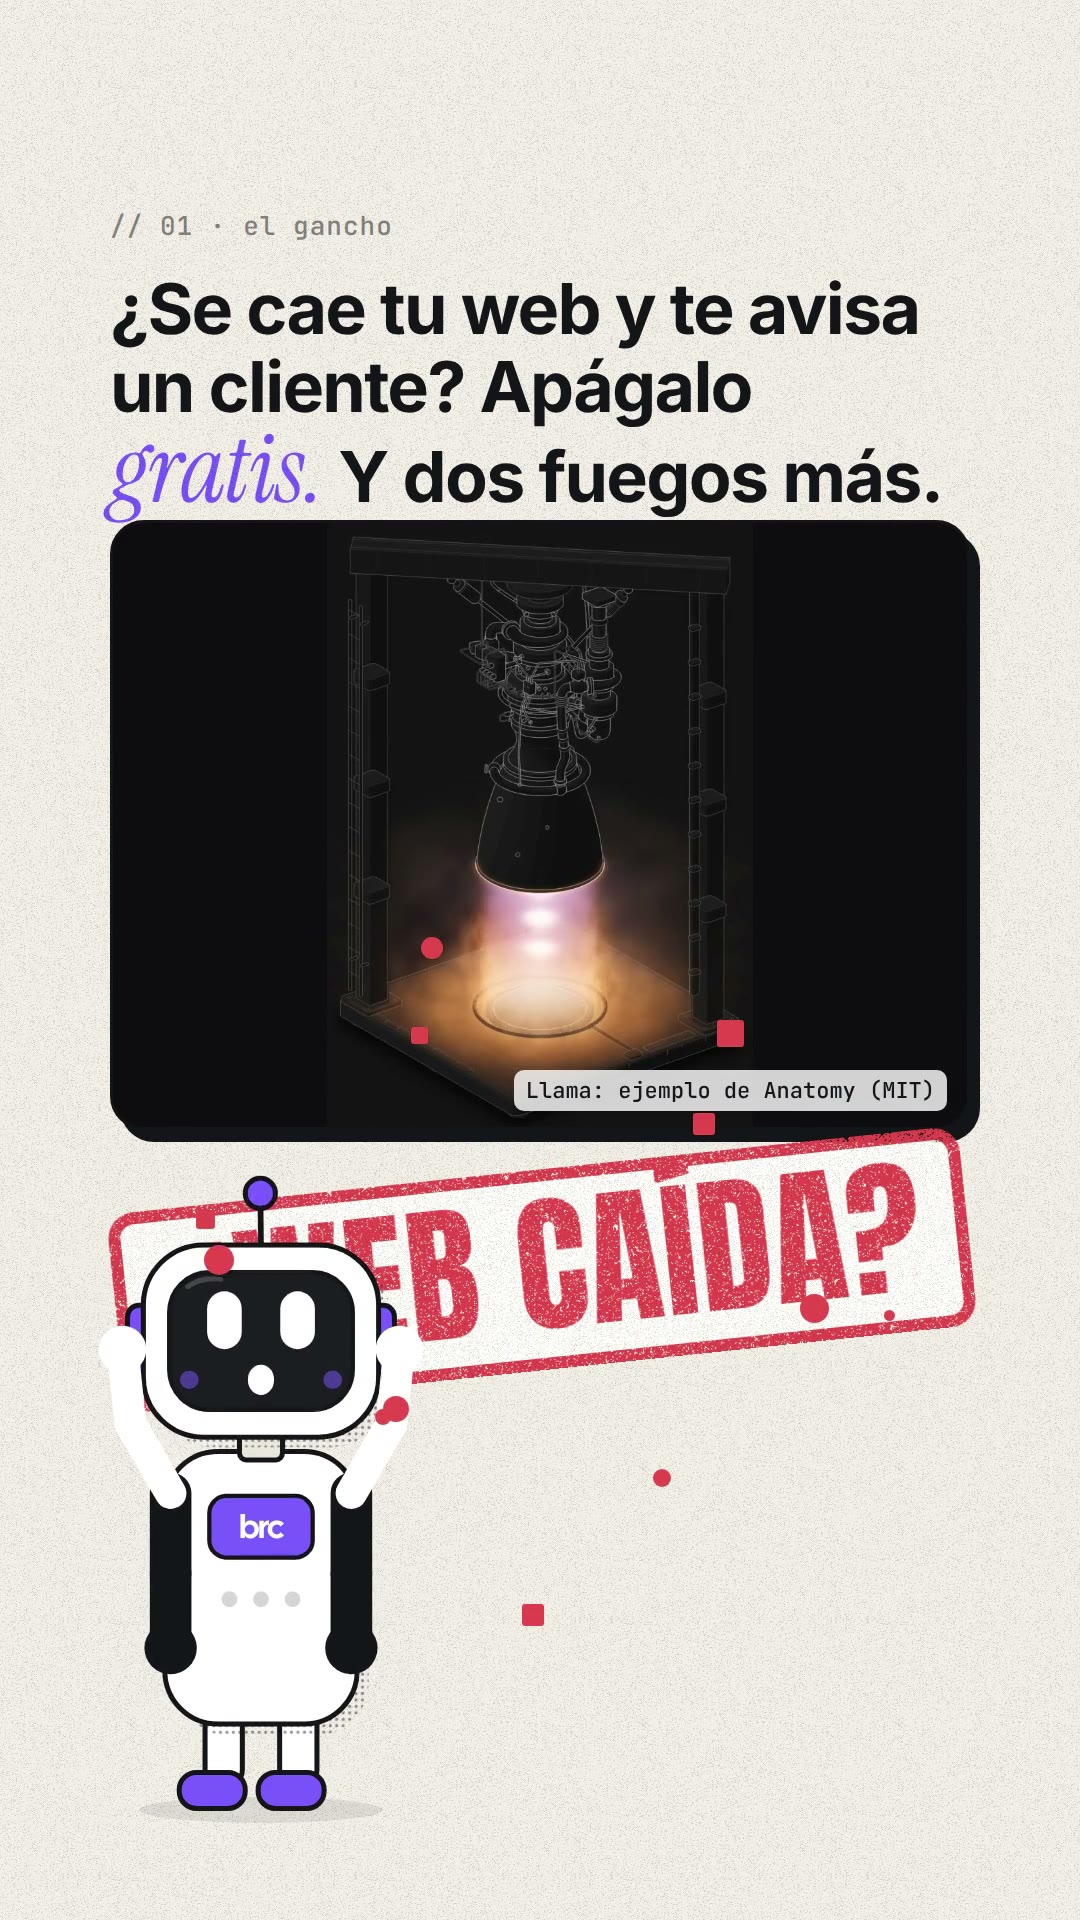 // 01 · el gancho
¿Se cae tu web y te avisa
un cliente? Apágalo
gratis. Y dos fuegos más.
Llama: ejemplo de Anatomy (MIT)
CAÍDA?
brc